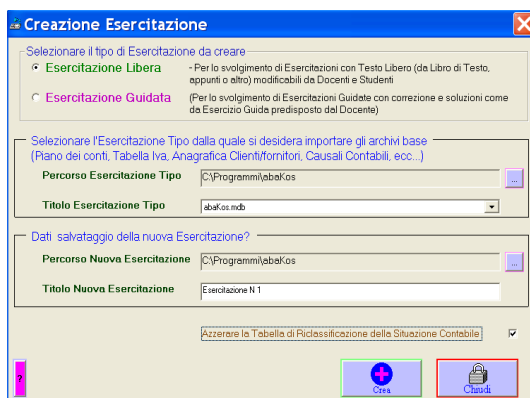 Creazione Esercitazione
Selezionare il tipo di Esercitazione da creare
Esercitazione Libera
- Per lo svolgimento di Esercitazioni con Testo Libero (da Libro di Testo, appunti o altro) modificabili da Docenti e Studenti
Esercitazione Guidata
(Per lo svolgimento di Esercitazioni Guidate con correzione e soluzioni come da Esercizio Guida predisposto dal Docente)
Selezionare l'Esercitazione Tipo dalla quale si desidera importare gli archivi base
(Piano dei conti, Tabella Iva, Anagrafica Clienti/fornitori, Causali Contabili, ecc...)
Percorso Esercitazione Tipo
C:\Programmi\abaKos
...
Titolo Esercitazione Tipo
abaKos.mdb
Dati salvataggio della nuova Esercitazione?
Percorso Nuova Esercitazione
C:\Programmi\abaKos
...
Titolo Nuova Esercitazione
Esercitazione N 1
Azzerare la Tabella di Riclassificazione della Situazione Contabile
?
Crea
Chiudi